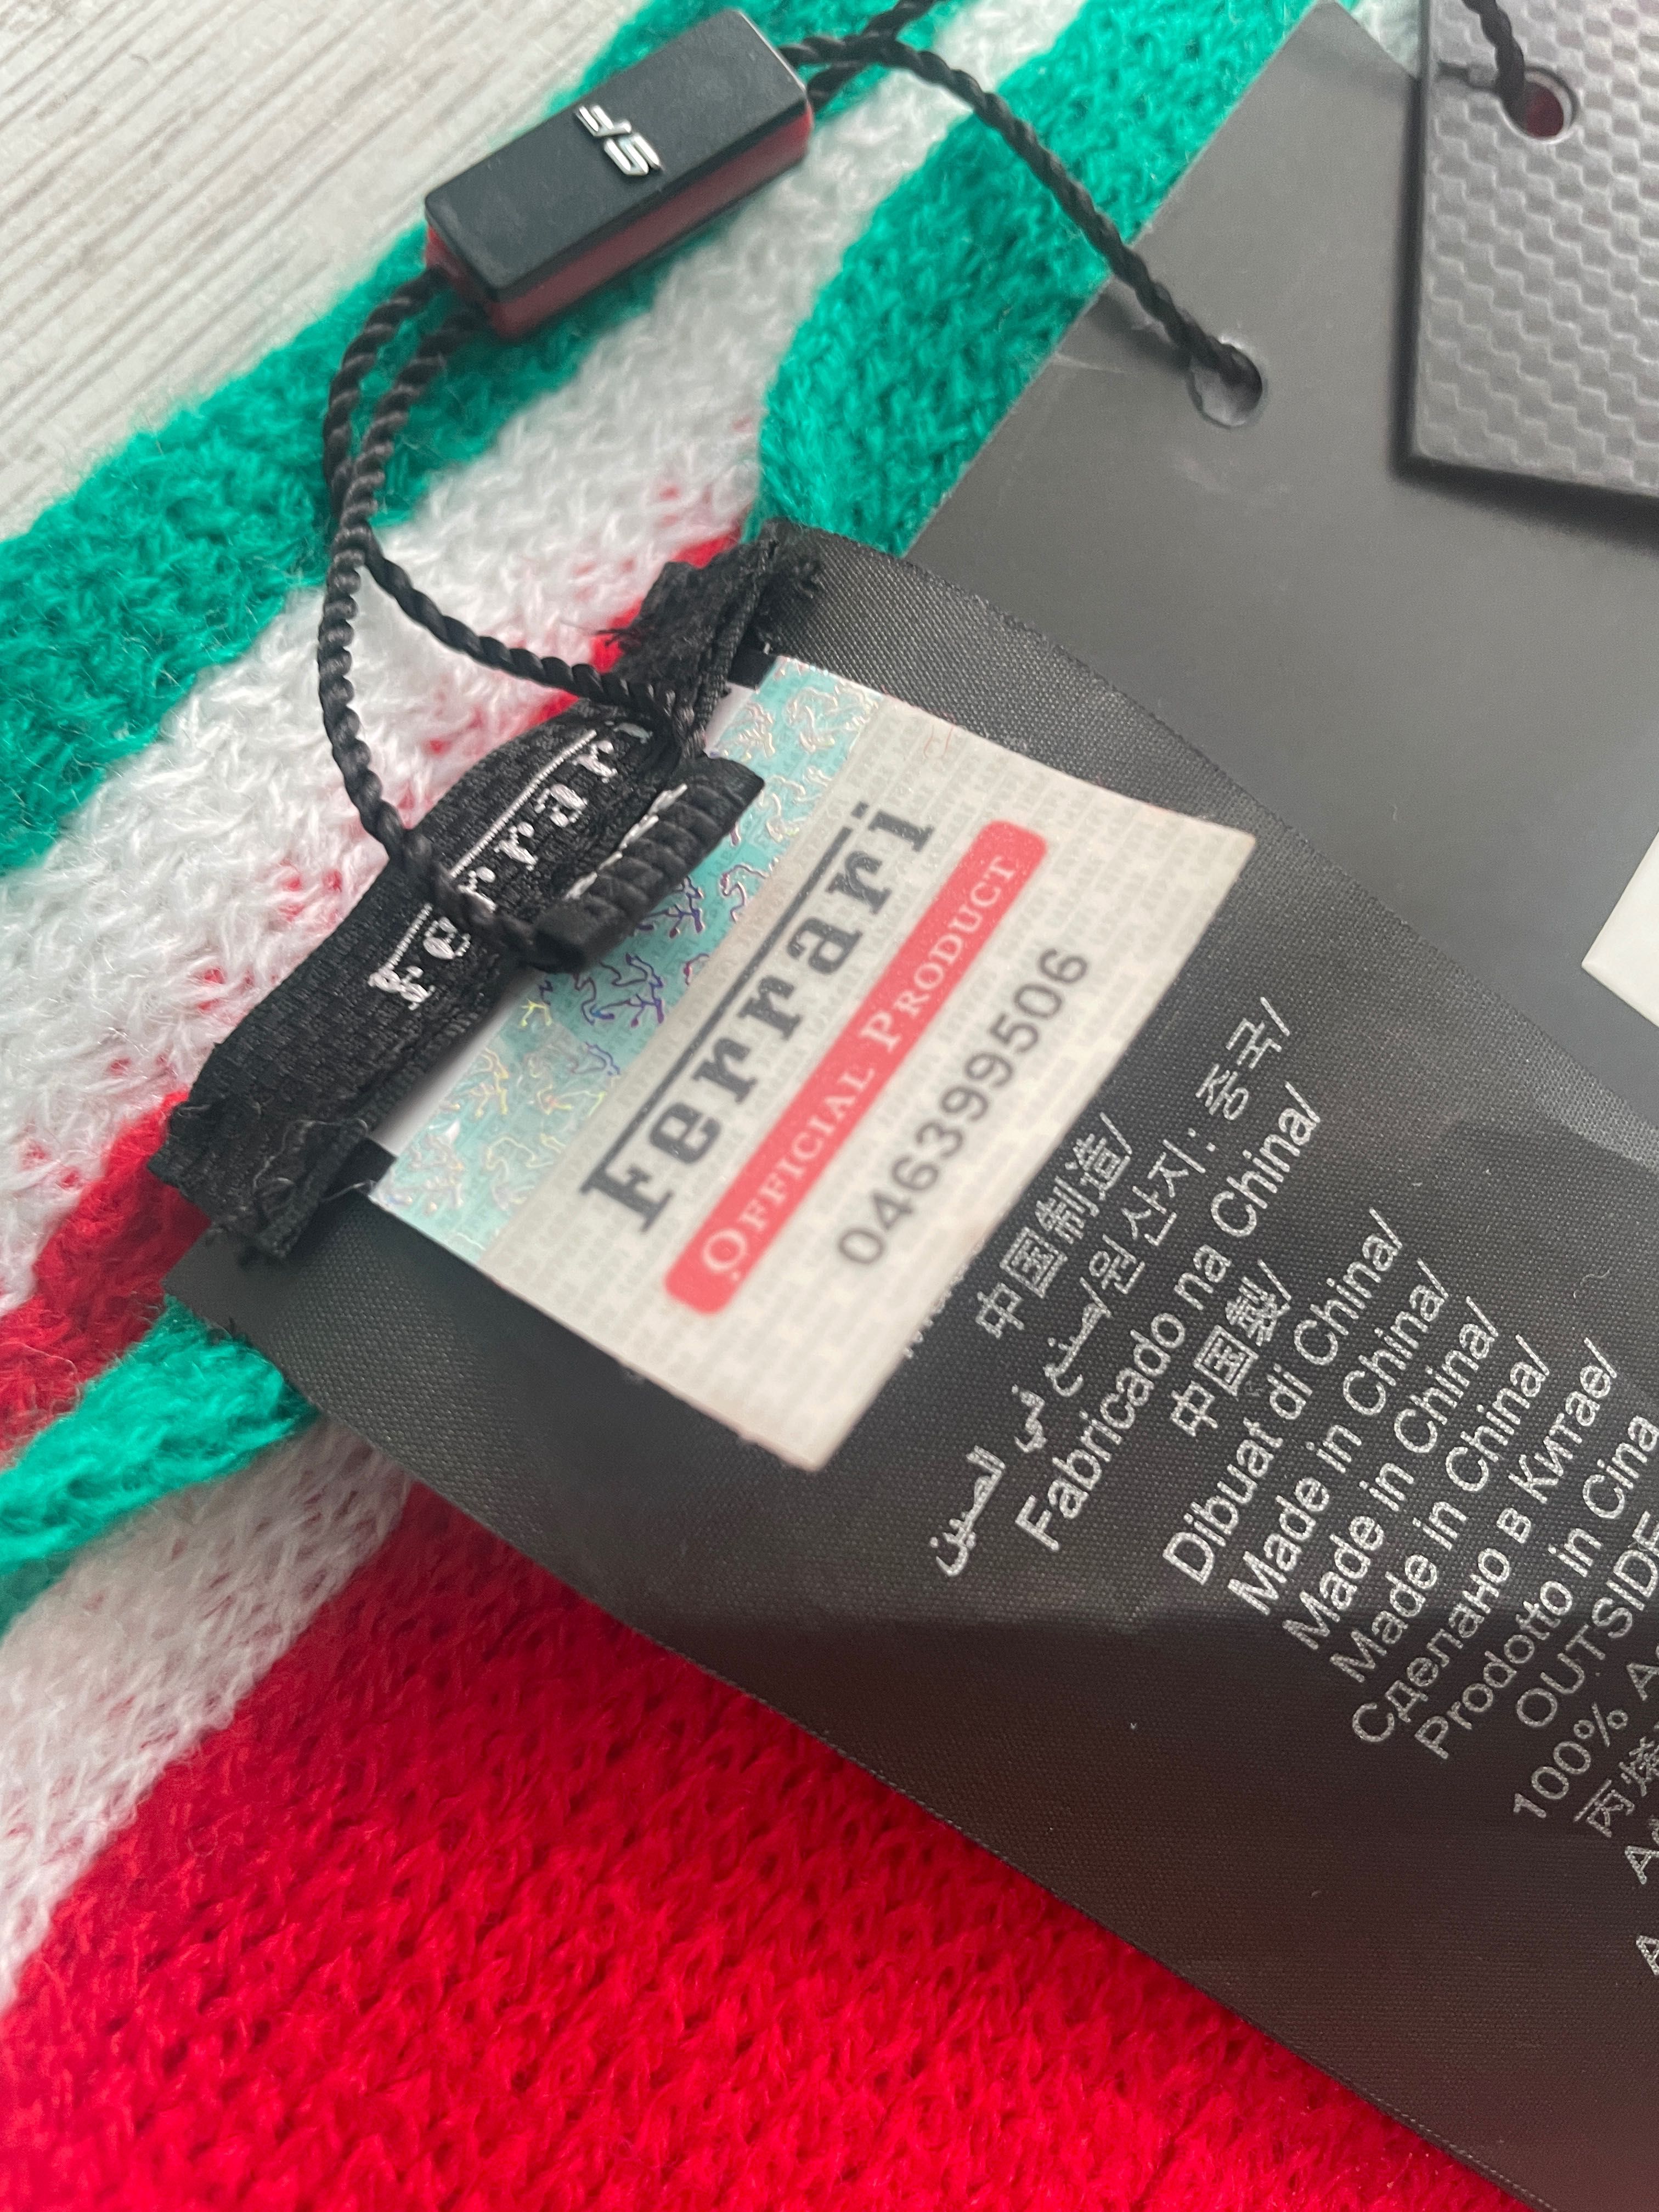 SF
Ferrari
Ferrari
OFFICIAL PRODUCT
046399506
中国制造/
صنع في الصين/원산지: 중국/
Fabricado na China/
中国製/
Dibuat di China/
Made in China/
Made in China/
Made in China/
Сделано в Китае/
Prodotto in Cina
OUTSIDE
100%